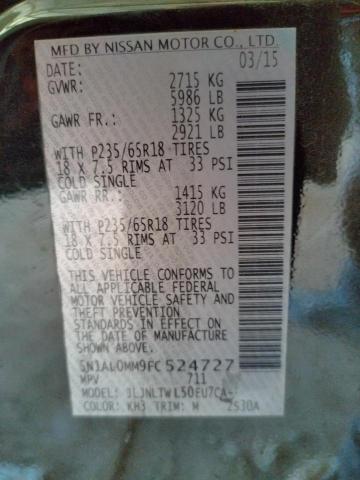 MFD BY NISSAN MOTOR CO., LTD.
DATE: 03/15
GVWR: 2715 KG
5986 LB
GAWR FR.: 1325 KG
2921 LB
WITH P235/65R18 TIRES
18 X 7.5 RIMS AT 33 PSI
COLD SINGLE
GAWR RR.: 1415 KG
3120 LB
WITH P235/65R18 TIRES
18 X 7.5 RIMS AT 33 PSI
COLD SINGLE
THIS VEHICLE CONFORMS TO
ALL APPLICABLE FEDERAL
MOTOR VEHICLE SAFETY AND
THEFT PREVENTION
STANDARDS IN EFFECT ON
THE DATE OF MANUFACTURE
SHOWN ABOVE.
5N1AL0MM9FC524727
MPV 711
MODEL: JLJNLTWL50EU7CA-
COLOR: KH3 TRIM: M 2530A